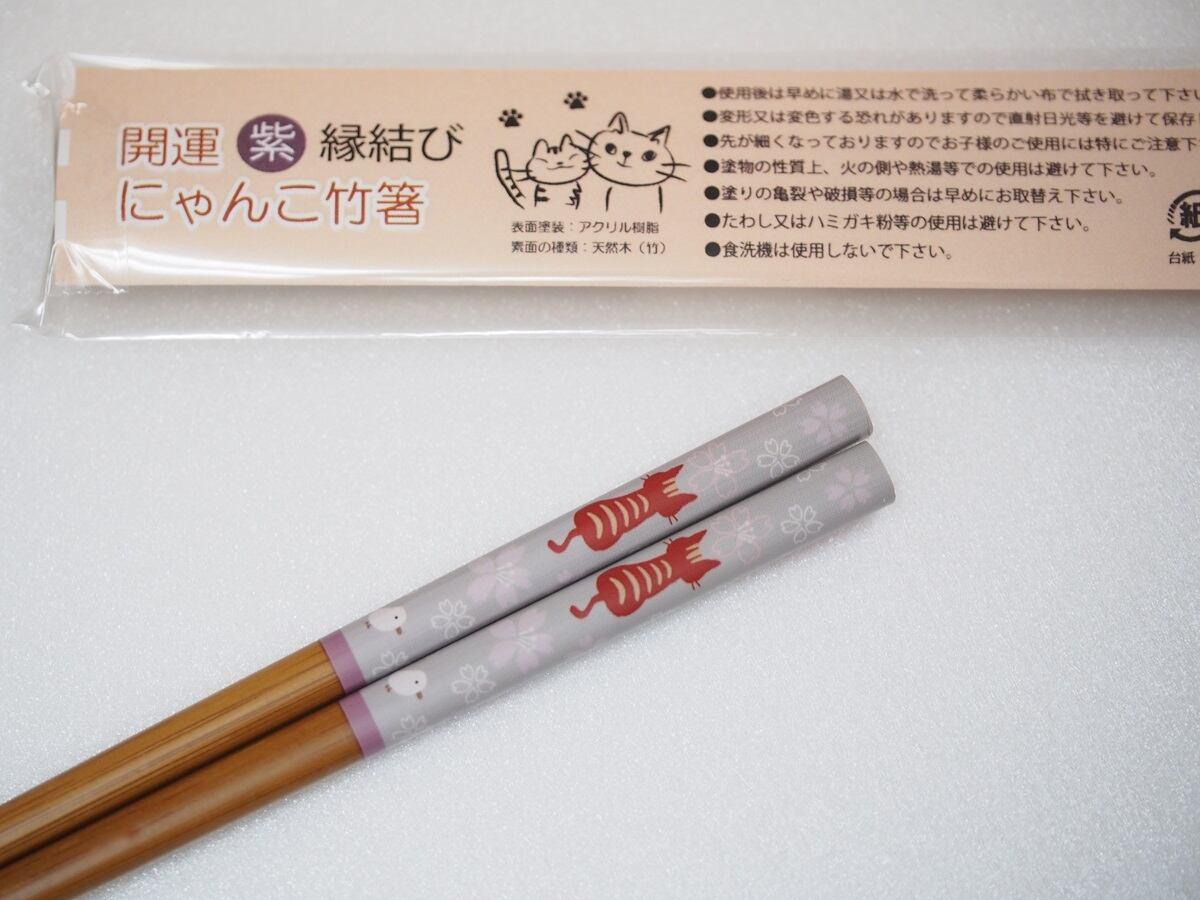 開運 紫 縁結び
にゃんこ竹箸
表面塗装：アクリル樹脂
素面の種類：天然木（竹）
●使用後は早めに湯又は水で洗って柔らかい布で拭き取って下さい
●変形又は変色する恐れがありますので直射日光等を避けて保存
●先が細くなっておりますのでお子様のご使用には特にご注意下
●塗物の性質上、火の側や熱湯等での使用は避けて下さい。
●塗りの亀裂や破損等の場合は早めにお取替え下さい。
●たわし又はハミガキ粉等の使用は避けて下さい。
●食洗機は使用しないで下さい。
紙
台紙